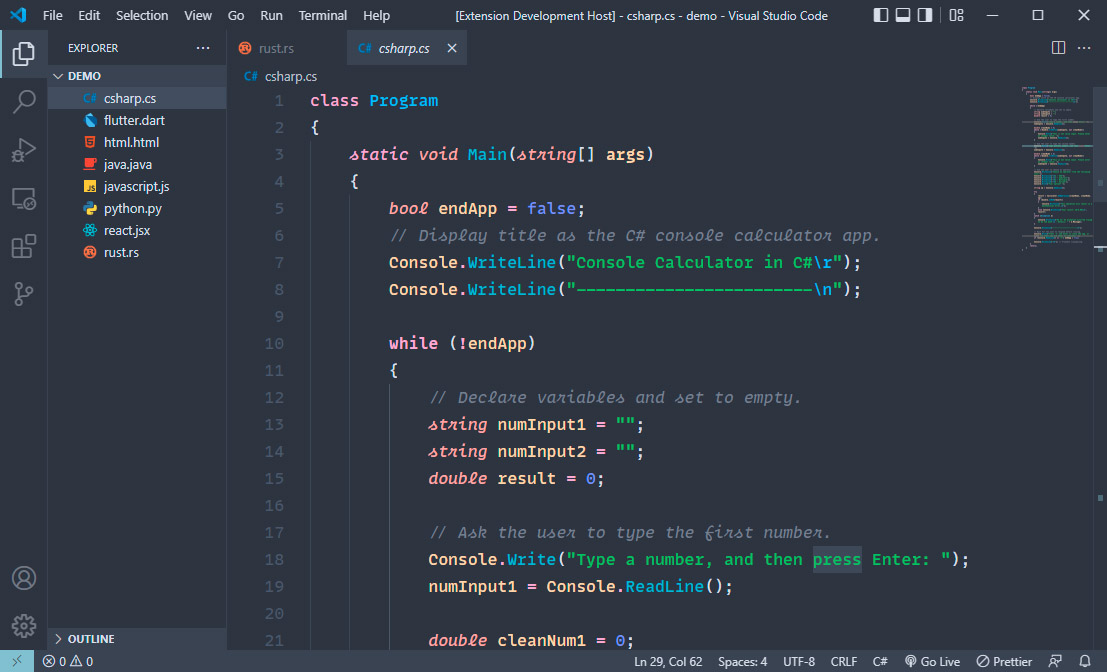 File Edit Selection View Go Run Terminal Help [Extension Development Host] - csharp.cs - demo - Visual Studio Code
EXPLORER
DEMO
C# csharp.cs
flutter.dart
html.html
java.java
JS javascript.js
python.py
react.jsx
rust.rs
OUTLINE
rust.rs C# csharp.cs
C# csharp.cs
1 class Program
2 {
3 static void Main(string[] args)
4 {
5 bool endApp = false;
6 // Display title as the C# console calculator app.
7 Console.WriteLine("Console Calculator in C#\r");
8 Console.WriteLine("------------------------\n");
9
10 while (!endApp)
11 {
12 // Declare variables and set to empty.
13 string numInput1 = "";
14 string numInput2 = "";
15 double result = 0;
16
17 // Ask the user to type the first number.
18 Console.Write("Type a number, and then press Enter: ");
19 numInput1 = Console.ReadLine();
20
21 double cleanNum1 = 0;
0 0 Ln 29, Col 62 Spaces: 4 UTF-8 CRLF C# Go Live Prettier